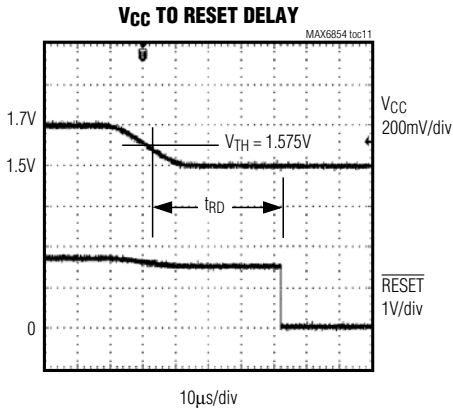 VCC TO RESET DELAY
MAX6854 toc11
T
1.7V
VCC
200mV/div
VTH = 1.575V
1.5V
tRD
RESET
1V/div
0
10μs/div